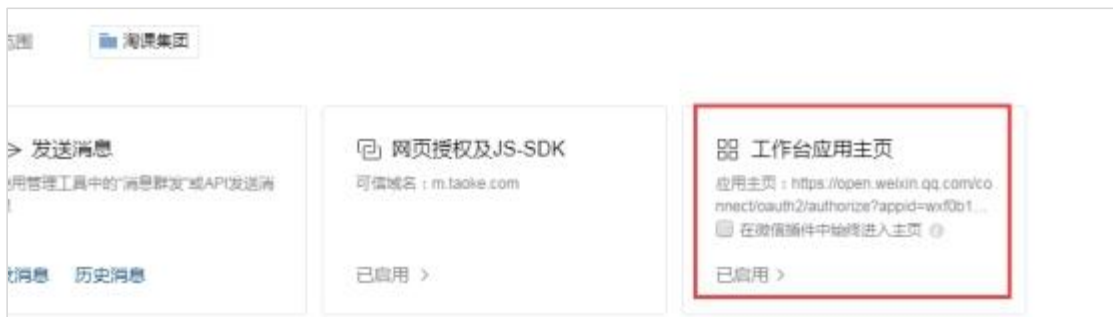 范围 淘课集团
发送消息
用管理工具中的"消息群发"或API发送消
消息 历史消息
网页授权及JS-SDK
可信域名：m.taoke.com
已启用 >
工作台应用主页
应用主页：https://open.weixin.qq.com/co
nnect/oauth2/authorize?appid=wxf0b1...
在微信插件中始终进入主页
已启用 >